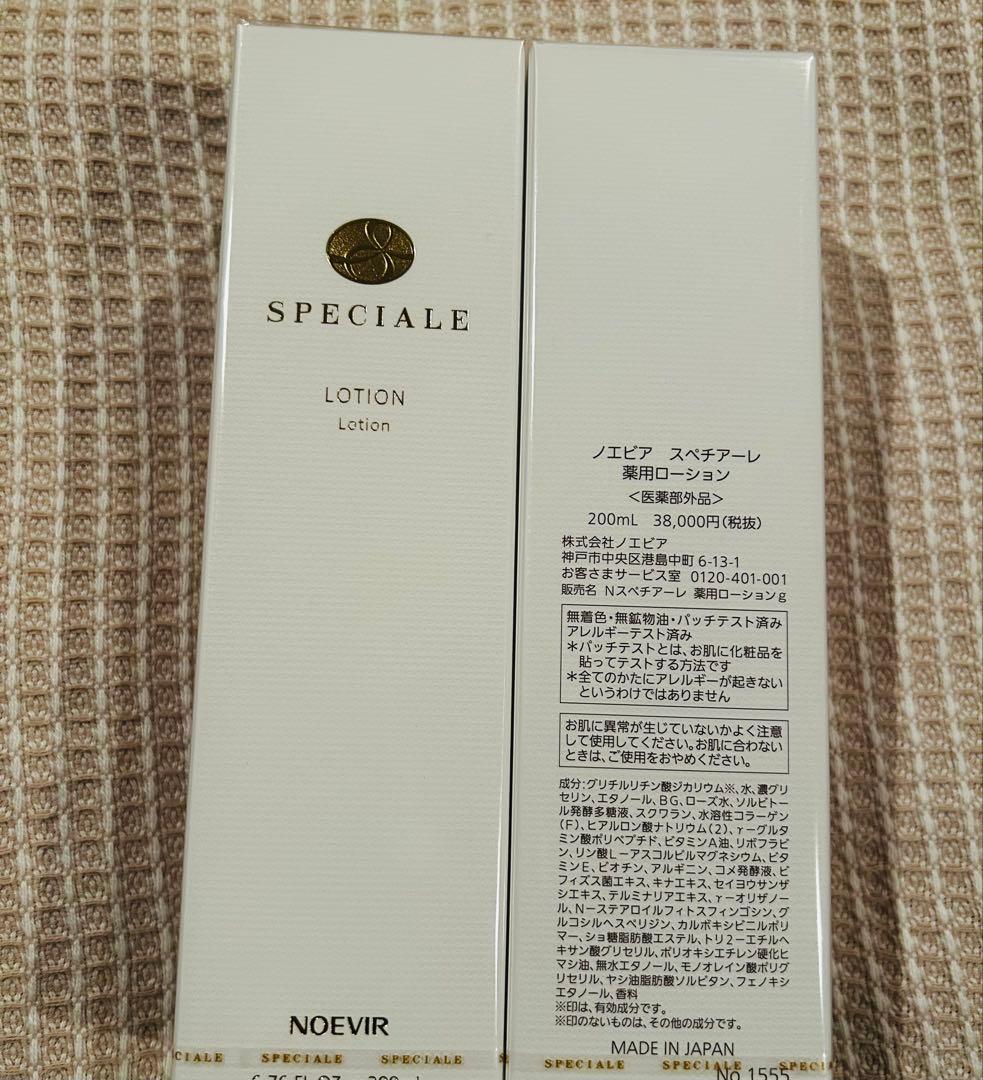 SPECIALE
LOTION
Lotion
NOEVIR
CIALE SPECIALE SPECIALE
ノエビア スペチアーレ
薬用ローション
<医薬部外品>
200mL 38,000円(税抜)
株式会社ノエビア
神戸市中央区港島中町6-13-1
お客さまサービス室 0120-401-001
販売名 Nスペチアーレ 薬用ローションg
無着色・無鉱物油・パッチテスト済み
アレルギーテスト済み
*パッチテストとは、お肌に化粧品を
貼ってテストする方法です
*全てのかたにアレルギーが起きない
というわけではありません
お肌に異常が生じていないかよく注意
して使用してください。お肌に合わない
ときは、ご使用をおやめください。
成分:グリチルリチン酸ジカリウム※、水、濃グリ
セリン、エタノール、BG、ローズ水、ソルビトー
ル発酵多糖液、スクワラン、水溶性コラーゲン
(F)、ヒアルロン酸ナトリウム(2)、γ-グルタ
ミン酸ポリペプチド、ビタミンA油、リボフラビ
ン、リン酸L-アスコルビルマグネシウム、ビタ
ミンE、ビオチン、アルギニン、コメ発酵液、ビ
フィズス菌エキス、キナエキス、セイヨウサンザ
シエキス、テルミナリアエキス、γ-オリザノー
ル、N-ステアロイルフィトスフィンゴシン、グ
ルコシルヘスペリジン、カルボキシビニルポリ
マー、ショ糖脂肪酸エステル、トリ2-エチルヘ
キサン酸グリセリル、ポリオキシエチレン硬化ヒ
マシ油、無水エタノール、モノオレイン酸ポリグ
リセリル、ヤシ油脂肪酸ソルビタン、フェノキシ
エタノール、香料
※印は、有効成分です。
※印のないものは、その他の成分です。
MADE IN JAPAN
SPECIALE SPECIALE SPECI
No.1555